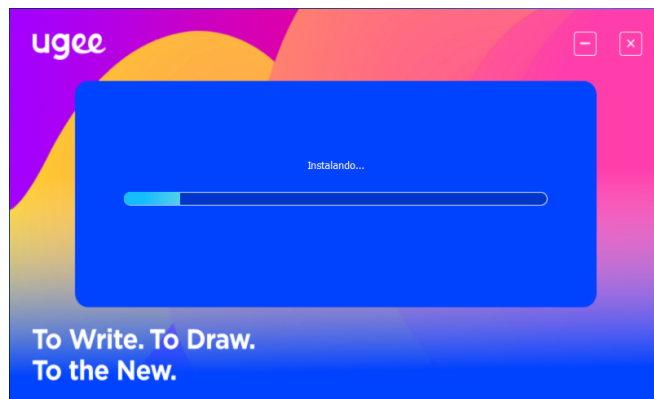 ugee
Instalando...
To Write. To Draw.
To the New.